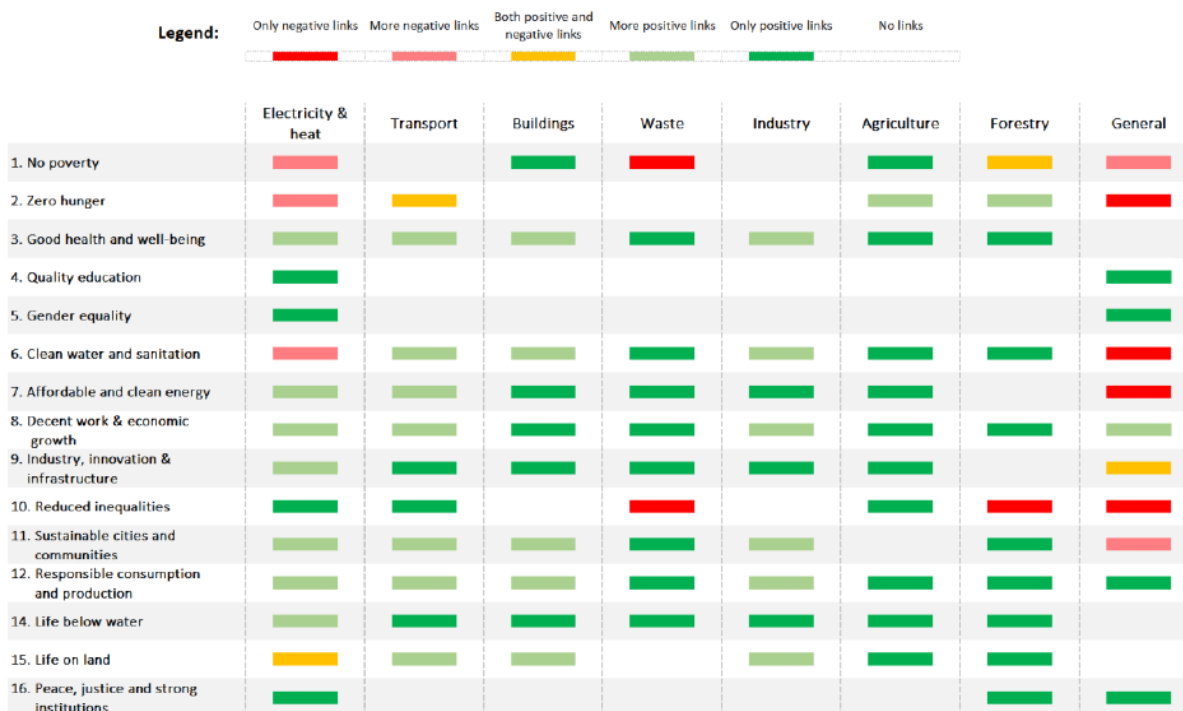 Legend:
Only negative links
More negative links
Both positive and
negative links
More positive links
Only positive links
No links
Electricity &
heat
Transport
Buildings
Waste
Industry
Agriculture
Forestry
General
1. No poverty
2. Zero hunger
3. Good health and well-being
4. Quality education
5. Gender equality
6. Clean water and sanitation
7. Affordable and clean energy
8. Decent work & economic
growth
9. Industry, innovation &
infrastructure
10. Reduced inequalities
11. Sustainable cities and
communities
12. Responsible consumption
and production
14. Life below water
15. Life on land
16. Peace, justice and strong
institutions